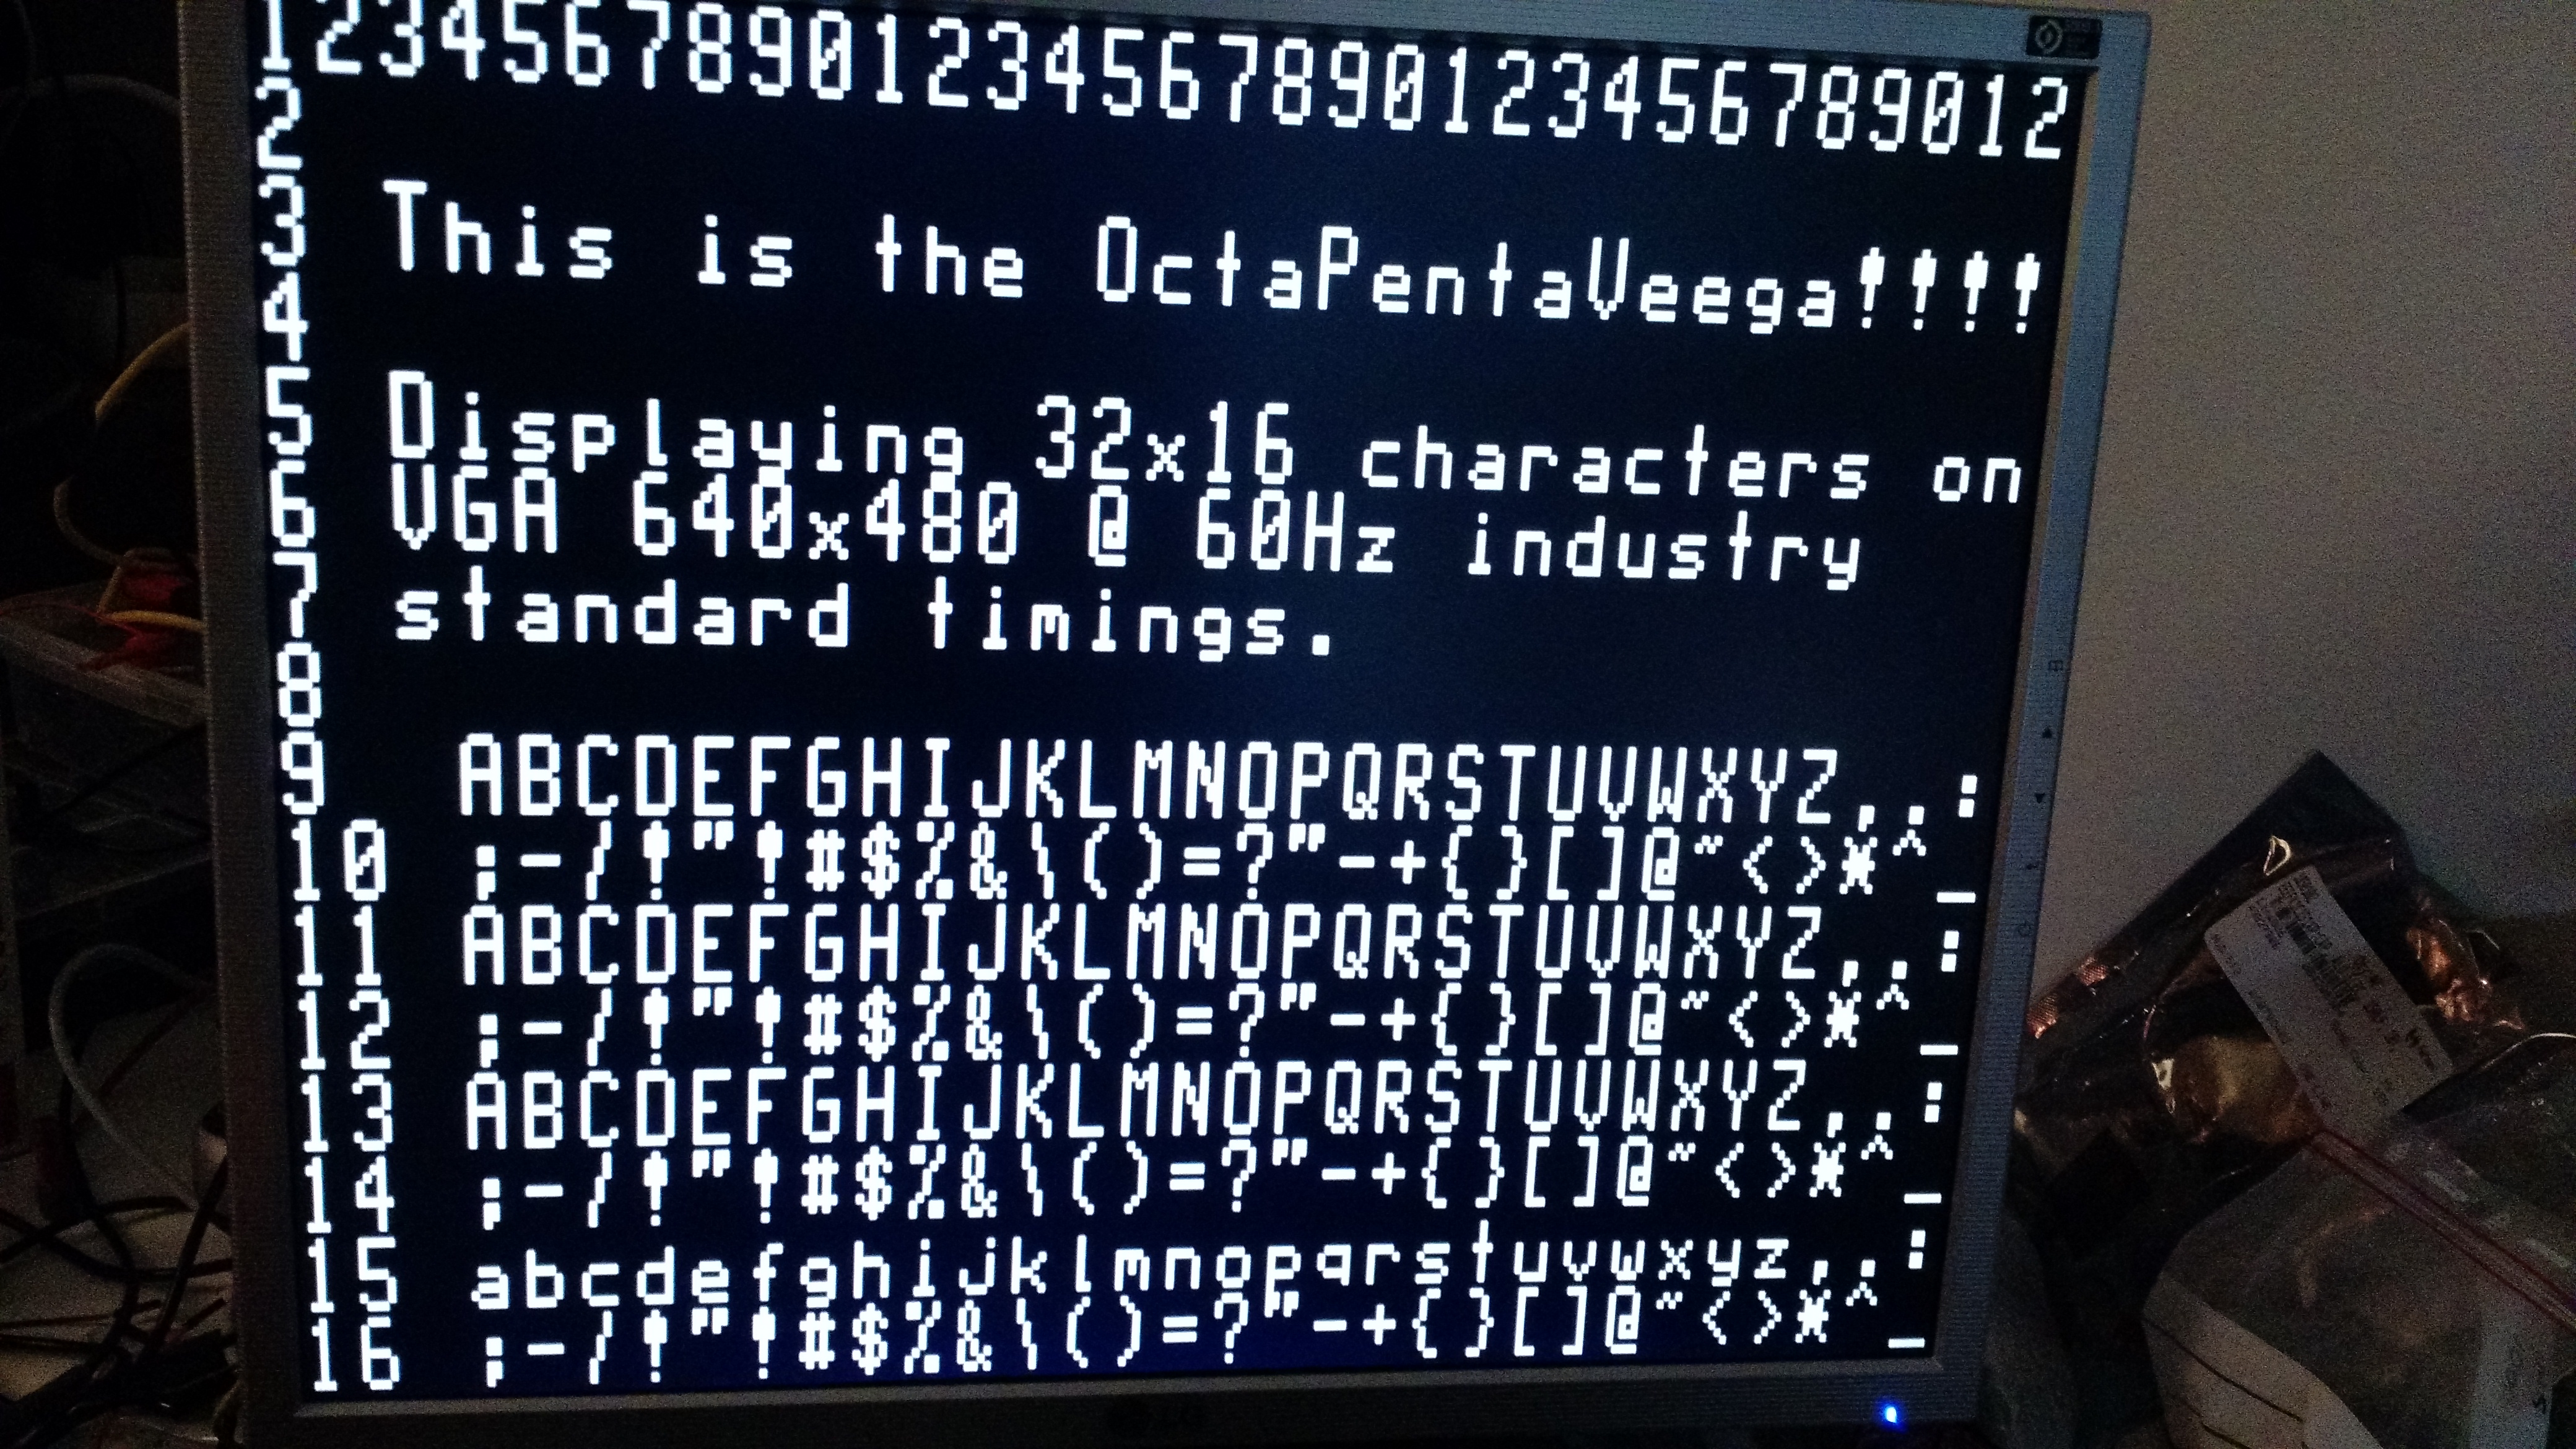 12345678901234567890123456789012
2
3 This is the OctaPentaVeega!!!!
4
5 Displaying 32x16 characters on
6 VGA 640x480 @ 60Hz industry
7 standard timings.
8
9 ABCDEFGHIJKLMNOPQRSTUVWXYZ,.:
10 ;-/!"!#$%&\()=?"-+{}[]@~<>*^_
11 ABCDEFGHIJKLMNOPQRSTUVWXYZ,.:
12 ;-/!"!#$%&\()=?"-+{}[]@~<>*^_
13 ABCDEFGHIJKLMNOPQRSTUVWXYZ,.:
14 ;-/!"!#$%&\()=?"-+{}[]@~<>*^_
15 abcdefghijklmnopqrstuvwxyz,.:
16 ;-/!"!#$%&\()=?"-+{}[]@~<>*^_